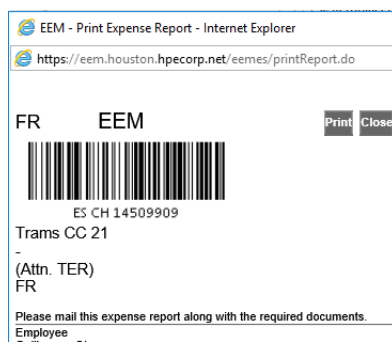 EEM - Print Expense Report - Internet Explorer
https://eem.houston.hpecorp.net/eemes/printReport.do
FR EEM Print Close
ES CH 14509909
Trams CC 21
-
(Attn. TER)
FR
Please mail this expense report along with the required documents.
Employee